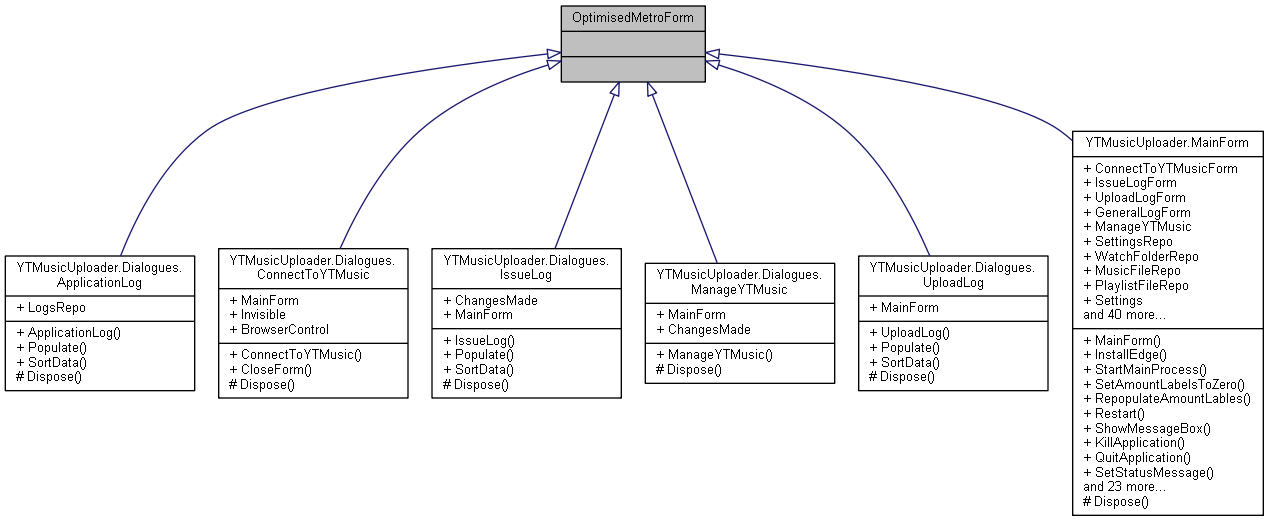 OptimisedMetroForm
YTMusicUploader.Dialogues.
ApplicationLog
+ LogsRepo
+ ApplicationLog()
+ Populate()
+ SortData()
# Dispose()
YTMusicUploader.Dialogues.
ConnectToYTMusic
+ MainForm
+ Invisible
+ BrowserControl
+ ConnectToYTMusic()
+ CloseForm()
# Dispose()
YTMusicUploader.Dialogues.
IssueLog
+ ChangesMade
+ MainForm
+ IssueLog()
+ Populate()
+ SortData()
# Dispose()
YTMusicUploader.Dialogues.
ManageYTMusic
+ MainForm
+ ChangesMade
+ ManageYTMusic()
# Dispose()
YTMusicUploader.Dialogues.
UploadLog
+ MainForm
+ UploadLog()
+ Populate()
+ SortData()
# Dispose()
YTMusicUploader.MainForm
+ ConnectToYTMusicForm
+ IssueLogForm
+ UploadLogForm
+ GeneralLogForm
+ ManageYTMusic
+ SettingsRepo
+ WatchFolderRepo
+ MusicFileRepo
+ PlaylistFileRepo
+ Settings
and 40 more...
+ MainForm()
+ InstallEdge()
+ StartMainProcess()
+ SetAmountLabelsToZero()
+ RepopulateAmountLables()
+ Restart()
+ ShowMessageBox()
+ KillApplication()
+ QuitApplication()
+ SetStatusMessage()
and 23 more...
# Dispose()